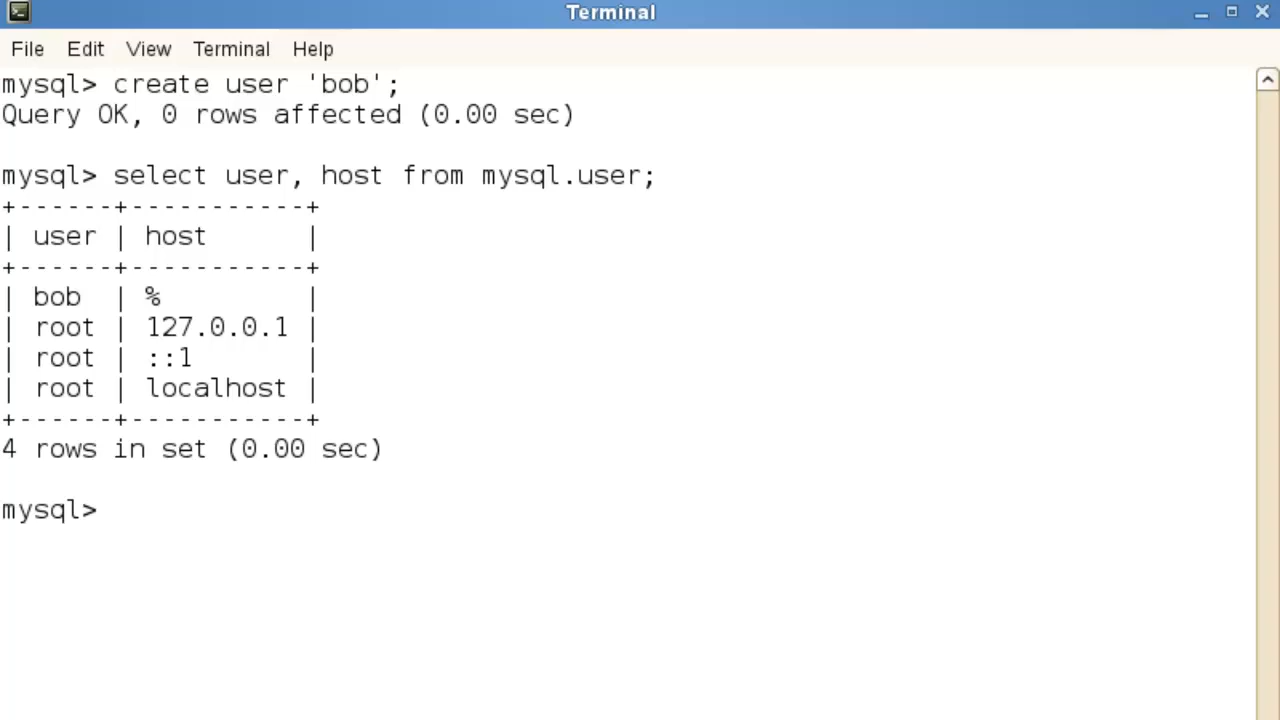 Terminal
File Edit View Terminal Help
mysql> create user 'bob';
Query OK, 0 rows affected (0.00 sec)
mysql> select user, host from mysql.user;
+------+-----------+
| user | host      |
+------+-----------+
| bob  | %         |
| root | 127.0.0.1 |
| root | ::1       |
| root | localhost |
+------+-----------+
4 rows in set (0.00 sec)
mysql>